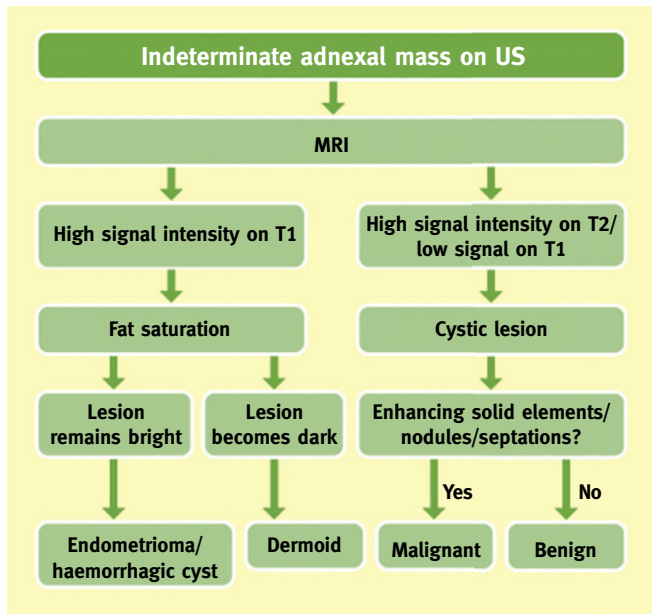 Indeterminate adnexal mass on US
MRI
High signal intensity on T1
High signal intensity on T2/
low signal on T1
Fat saturation
Cystic lesion
Lesion
remains bright
Lesion
becomes dark
Enhancing solid elements/
nodules/septations?
Yes
No
Endometrioma/
haemorrhagic cyst
Dermoid
Malignant
Benign